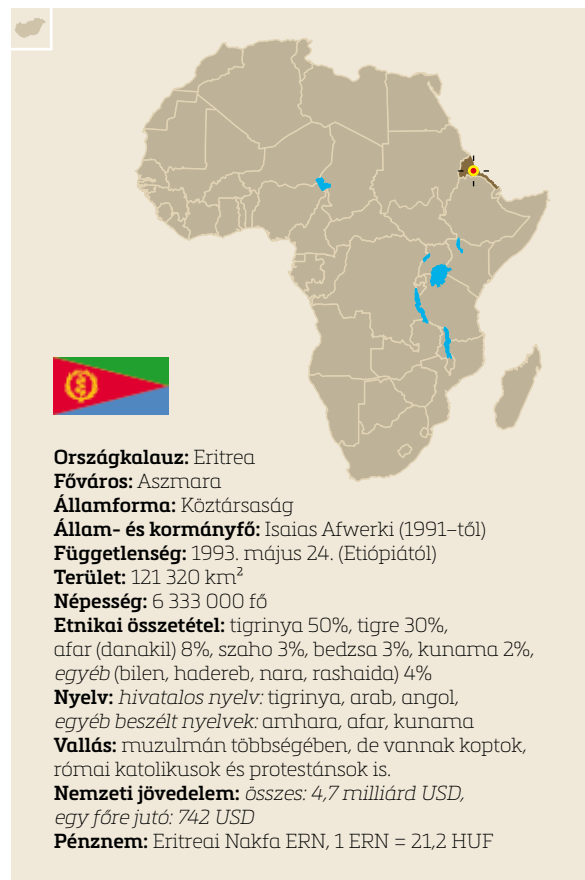 Országkalauz: Eritrea
Főváros: Aszmara
Államforma: Köztársaság
Állam- és kormányfő: Isaias Afwerki (1991–től)
Függetlenség: 1993. május 24. (Etiópiától)
Terület: 121 320 km²
Népesség: 6 333 000 fő
Etnikai összetétel: tigrinya 50%, tigre 30%,
afar (danakil) 8%, szaho 3%, bedzsa 3%, kunama 2%,
egyéb (bilen, hadereb, nara, rashaida) 4%
Nyelv: hivatalos nyelv: tigrinya, arab, angol,
egyéb beszélt nyelvek: amhara, afar, kunama
Vallás: muzulmán többségében, de vannak koptok,
római katolikusok és protestánsok is.
Nemzeti jövedelem: összes: 4,7 milliárd USD,
egy főre jutó: 742 USD
Pénznem: Eritreai Nakfa ERN, 1 ERN = 21,2 HUF